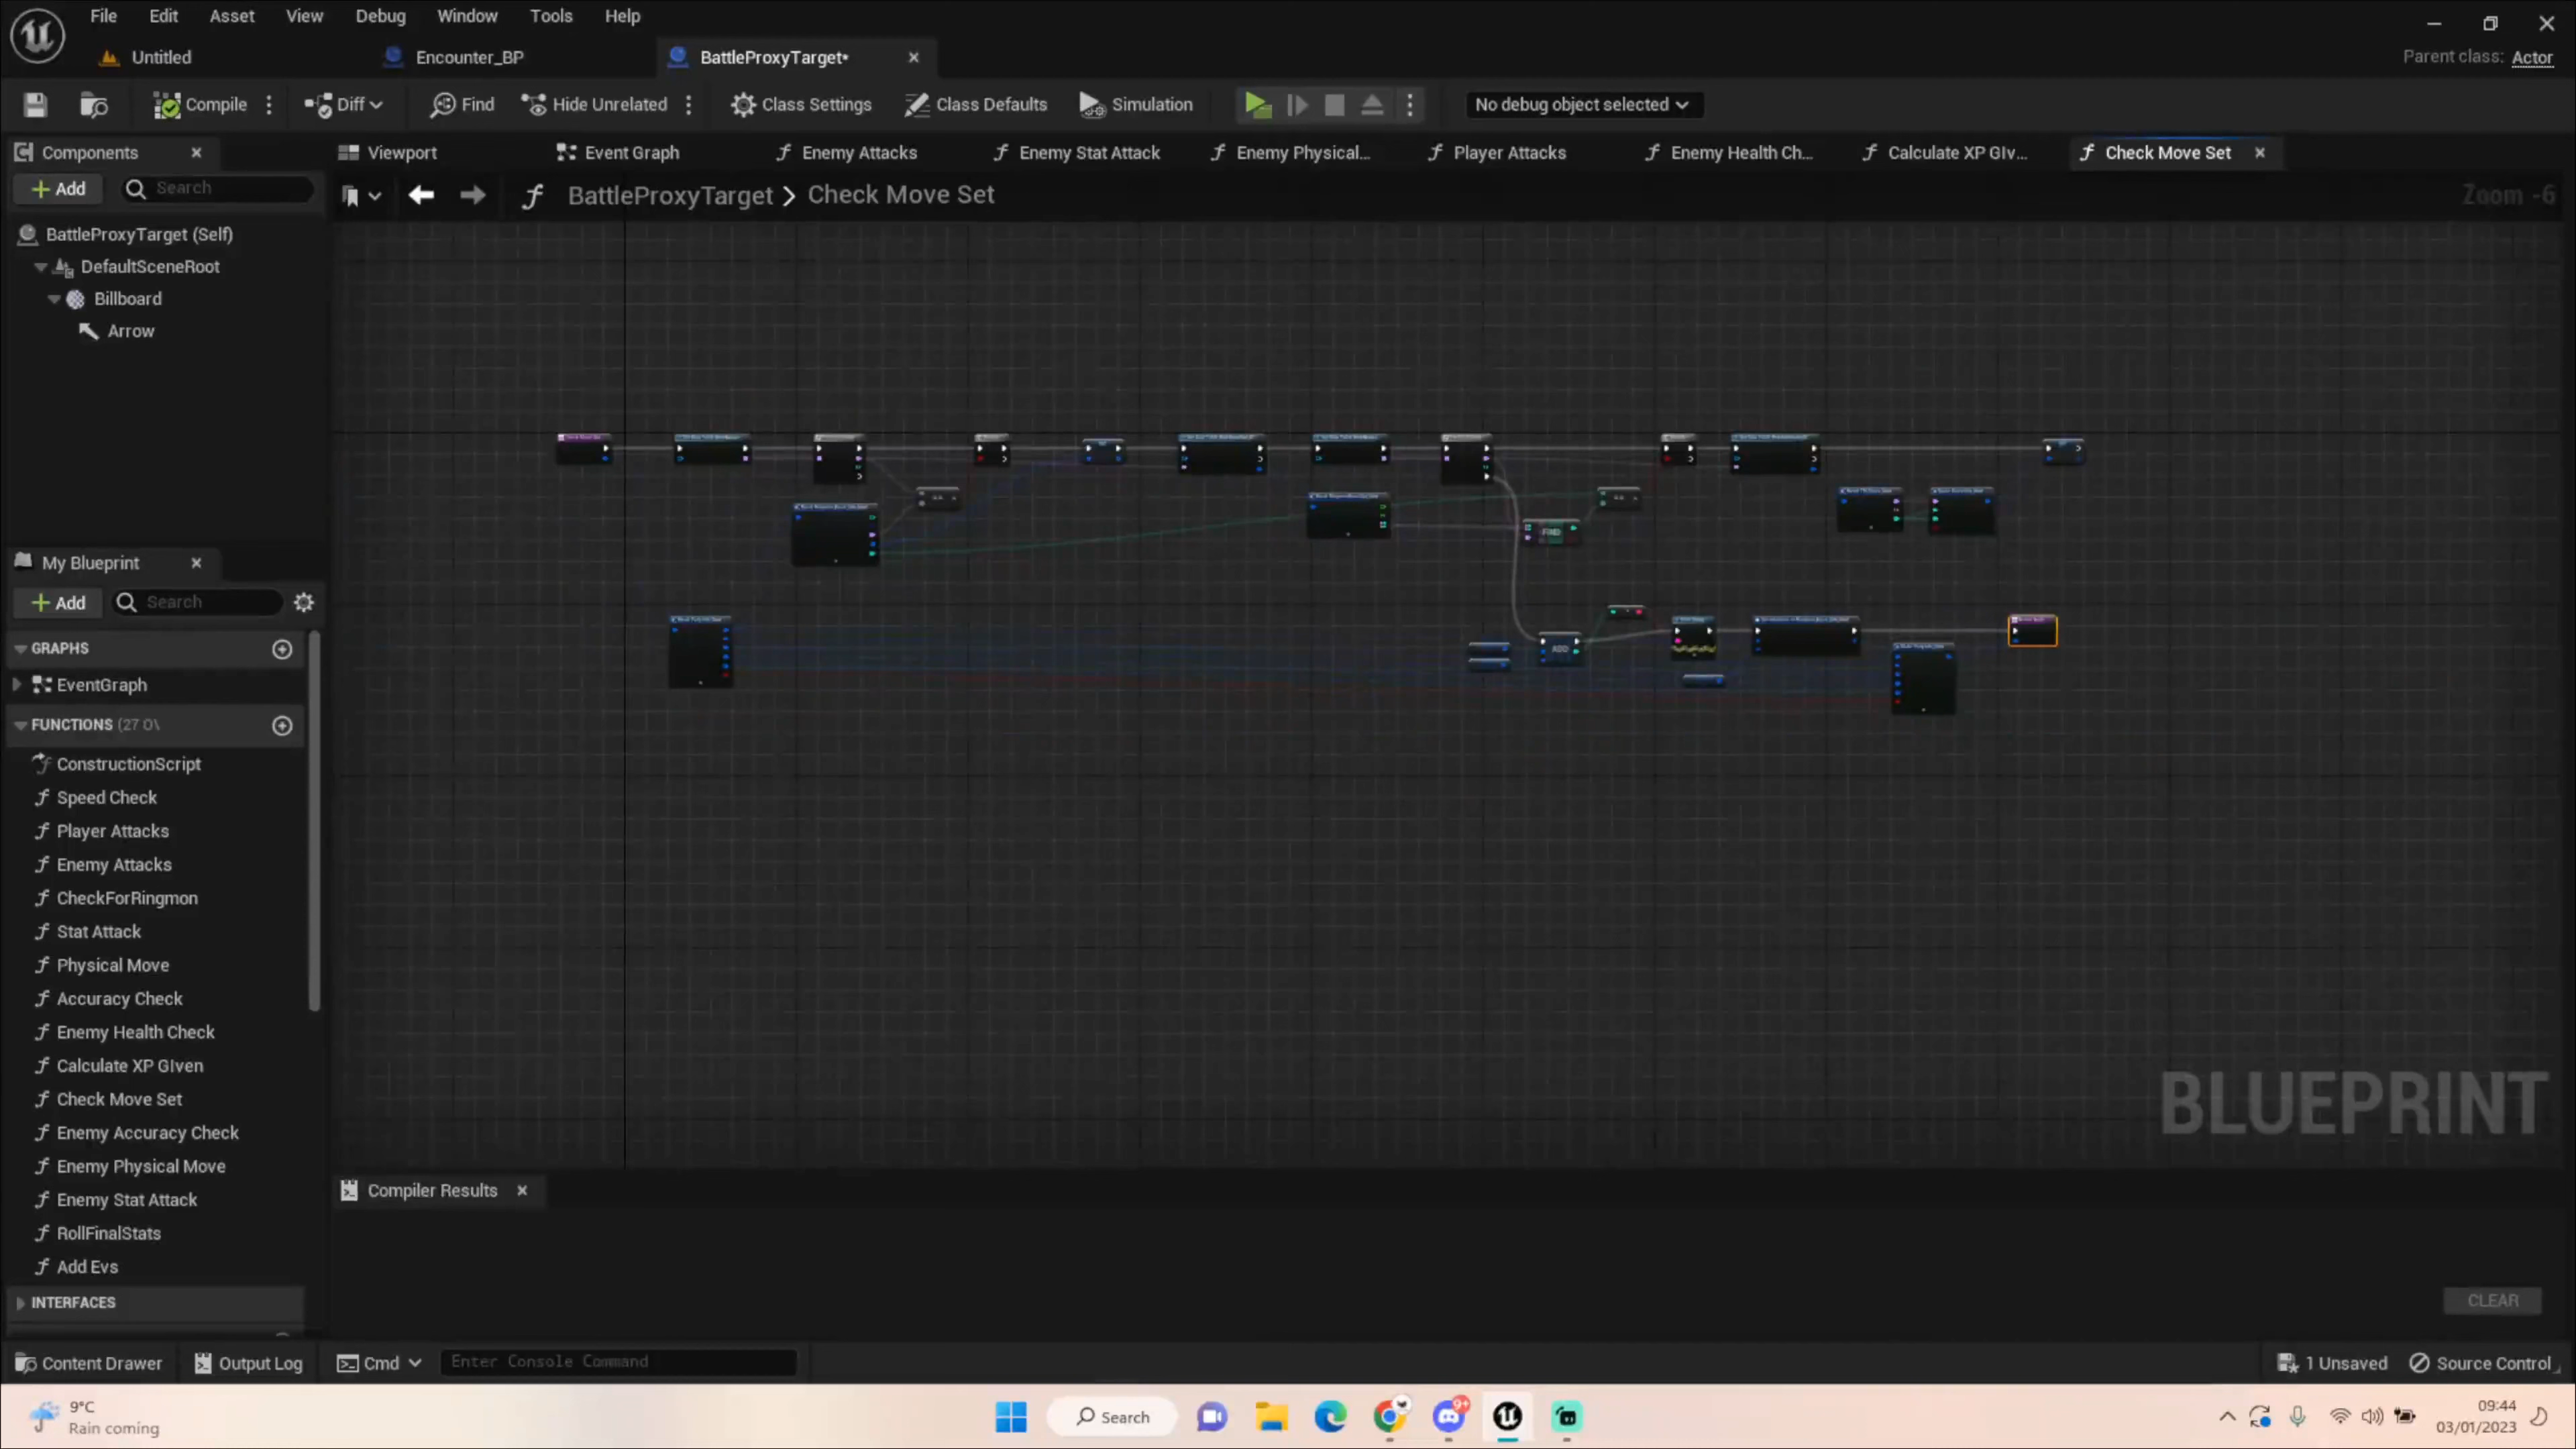 File Edit Asset View Debug Window Tools Help
Untitled Encounter_BP BattleProxyTarget* Parent class: Actor
Compile Diff Find Hide Unrelated Class Settings Class Defaults Simulation No debug object selected
Components Viewport Event Graph Enemy Attacks Enemy Stat Attack Enemy Physical... Player Attacks Enemy Health Ch... Calculate XP GIv... Check Move Set
Add Search BattleProxyTarget > Check Move Set Zoom -6
BattleProxyTarget (Self)
DefaultSceneRoot
Billboard
Arrow
FIND
ADD
My Blueprint
Add Search
GRAPHS
EventGraph
FUNCTIONS (27 O\
ConstructionScript
Speed Check
Player Attacks
Enemy Attacks
CheckForRingmon
Stat Attack
Physical Move
Accuracy Check
Enemy Health Check
Calculate XP GIven
Check Move Set
Enemy Accuracy Check
Enemy Physical Move
Enemy Stat Attack
RollFinalStats
Add Evs
INTERFACES
BLUEPRINT
Compiler Results
CLEAR
Content Drawer Output Log Cmd Enter Console Command 1 Unsaved Source Control
9°C
Rain coming
Search
9+
09:44
03/01/2023